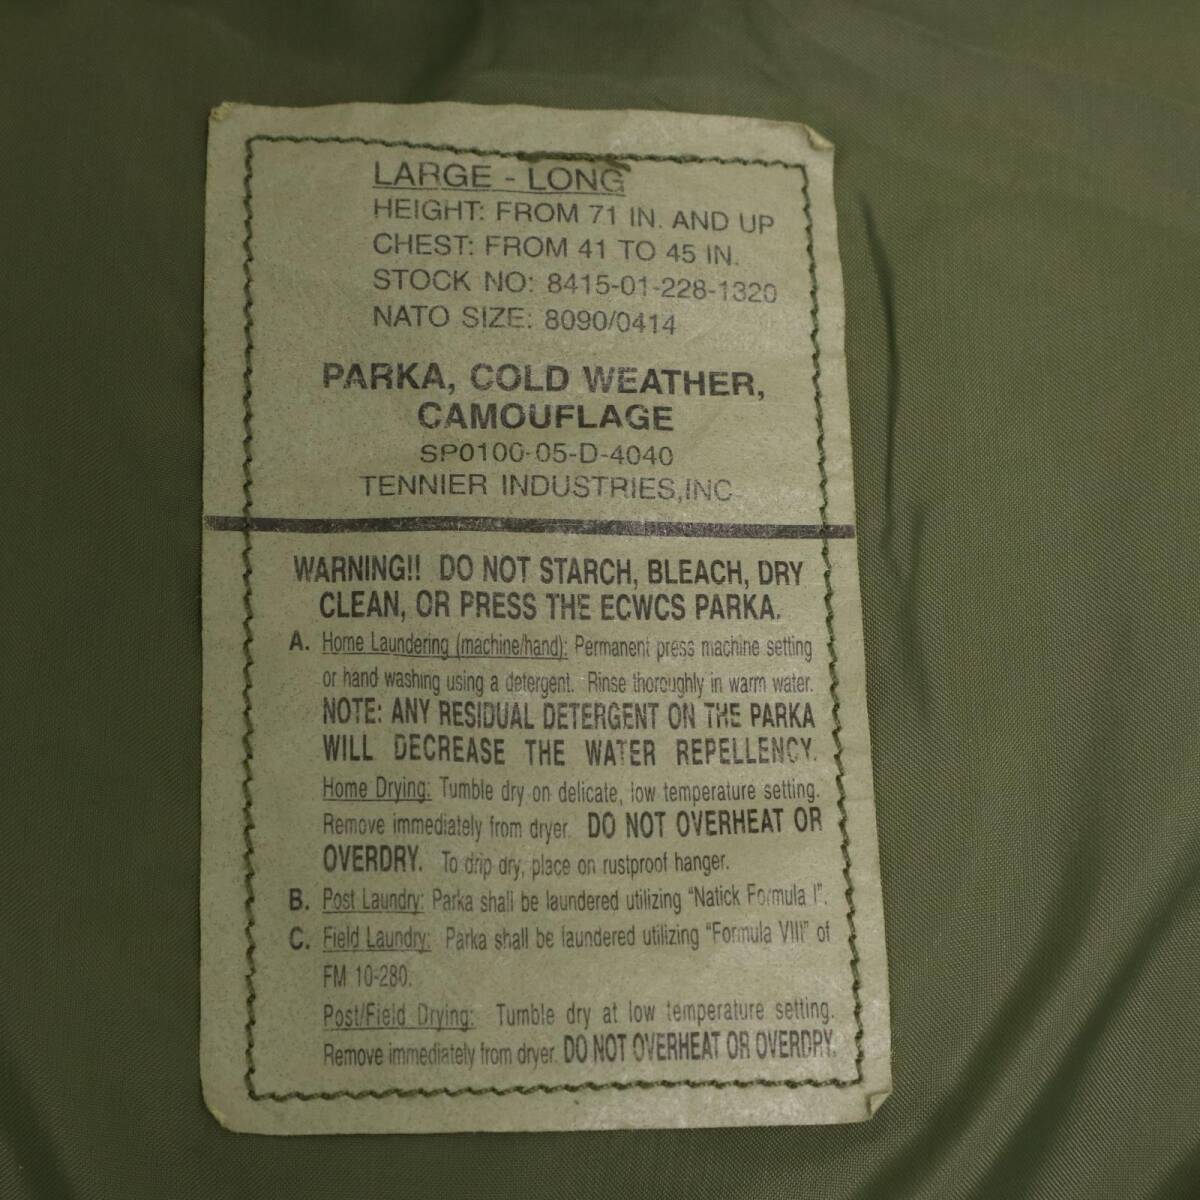 LARGE - LONG
HEIGHT: FROM 71 IN. AND UP
CHEST: FROM 41 TO 45 IN.
STOCK NO: 8415-01-228-1320
NATO SIZE: 8090/0414
PARKA, COLD WEATHER,
CAMOUFLAGE
SP0100-05-D-4040
TENNIER INDUSTRIES,INC
WARNING!! DO NOT STARCH, BLEACH, DRY
CLEAN, OR PRESS THE ECWCS PARKA.
A. Home Laundering (machine/hand): Permanent press machine setting
or hand washing using a detergent. Rinse thoroughly in warm water.
NOTE: ANY RESIDUAL DETERGENT ON THE PARKA
WILL DECREASE THE WATER REPELLENCY.
Home Drying: Tumble dry on delicate, low temperature setting.
Remove immediately from dryer. DO NOT OVERHEAT OR
OVERDRY. To drip dry, place on rustproof hanger.
B. Post Laundry: Parka shall be laundered utilizing "Natick Formula I".
C. Field Laundry: Parka shall be laundered utilizing "Formula VIII" of
FM 10-280.
Post/Field Drying: Tumble dry at low temperature setting.
Remove immediately from dryer. DO NOT OVERHEAT OR OVERDRY.